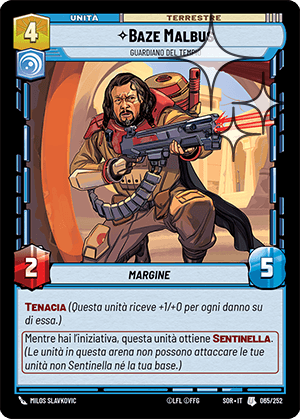 4
UNITÀ
TERRESTRE
✧BAZE MALBUS
GUARDIANO DEL
2
MARGINE
5
TENACIA (Questa unità riceve +1/+0 per ogni danno su
di essa.)
Mentre hai l'iniziativa, questa unità ottiene SENTINELLA.
(Le unità in questa arena non possono attaccare le tue
unità non Sentinella né la tua base.)
MILOS SLAVKOVIC
©LFL ©FFG
SOR • IT
085/252